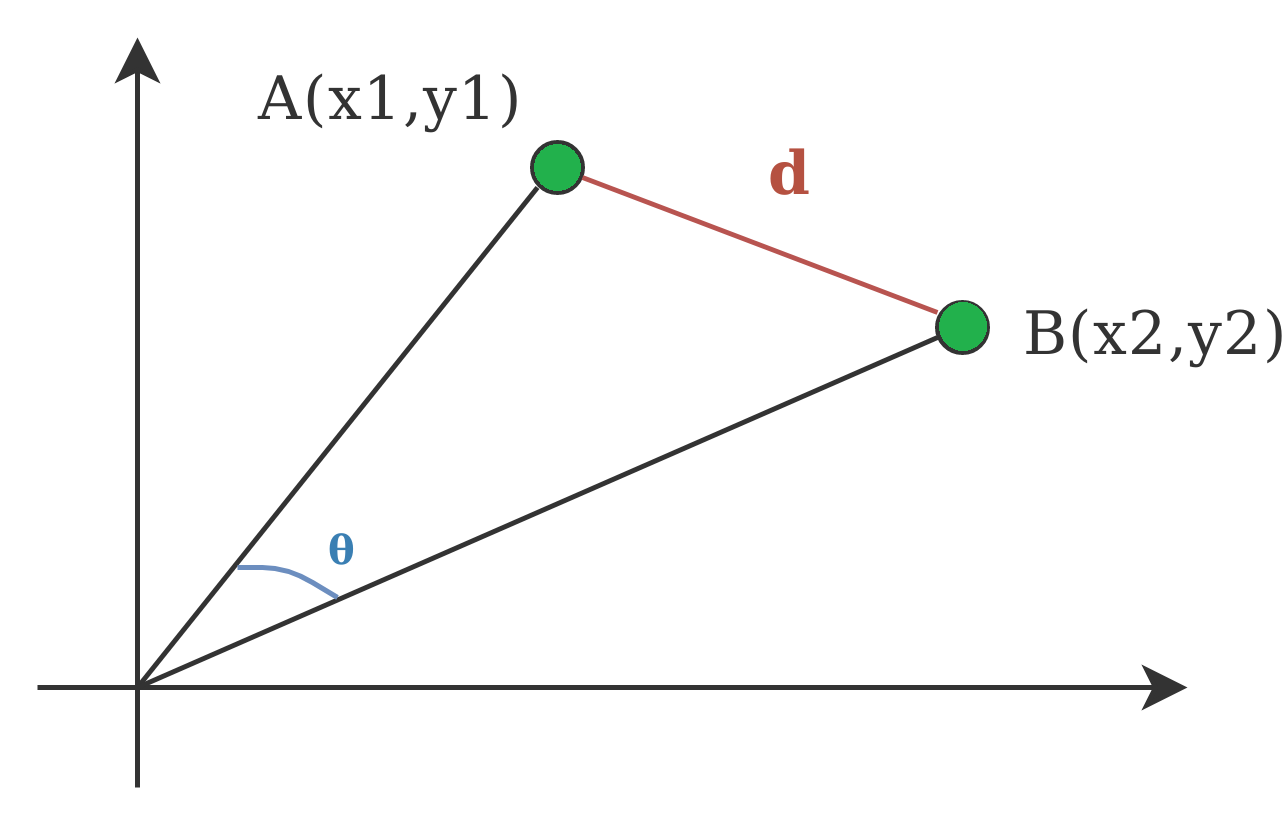 A(x1,y1)
d
B(x2,y2)
θ